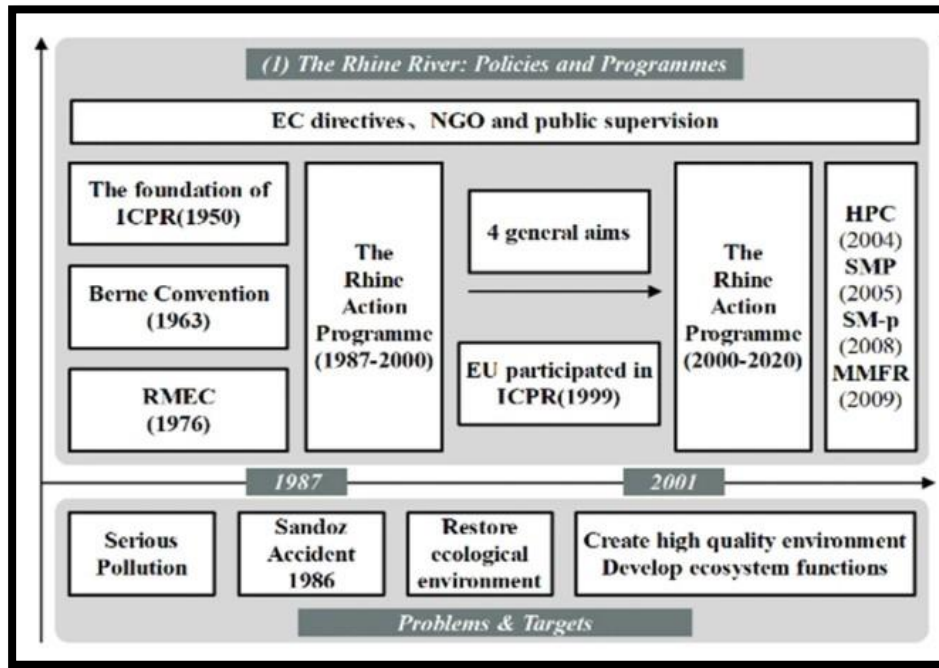 (1) The Rhine River: Policies and Programmes
EC directives、NGO and public supervision
The foundation of
ICPR(1950)
Berne Convention
(1963)
RMEC
(1976)
The
Rhine
Action
Programme
(1987-2000)
4 general aims
EU participated in
ICPR(1999)
The
Rhine
Action
Programme
(2000-2020)
HPC
(2004)
SMP
(2005)
SM-p
(2008)
MMFR
(2009)
1987
2001
Serious
Pollution
Sandoz
Accident
1986
Restore
ecological
environment
Create high quality environment
Develop ecosystem functions
Problems & Targets